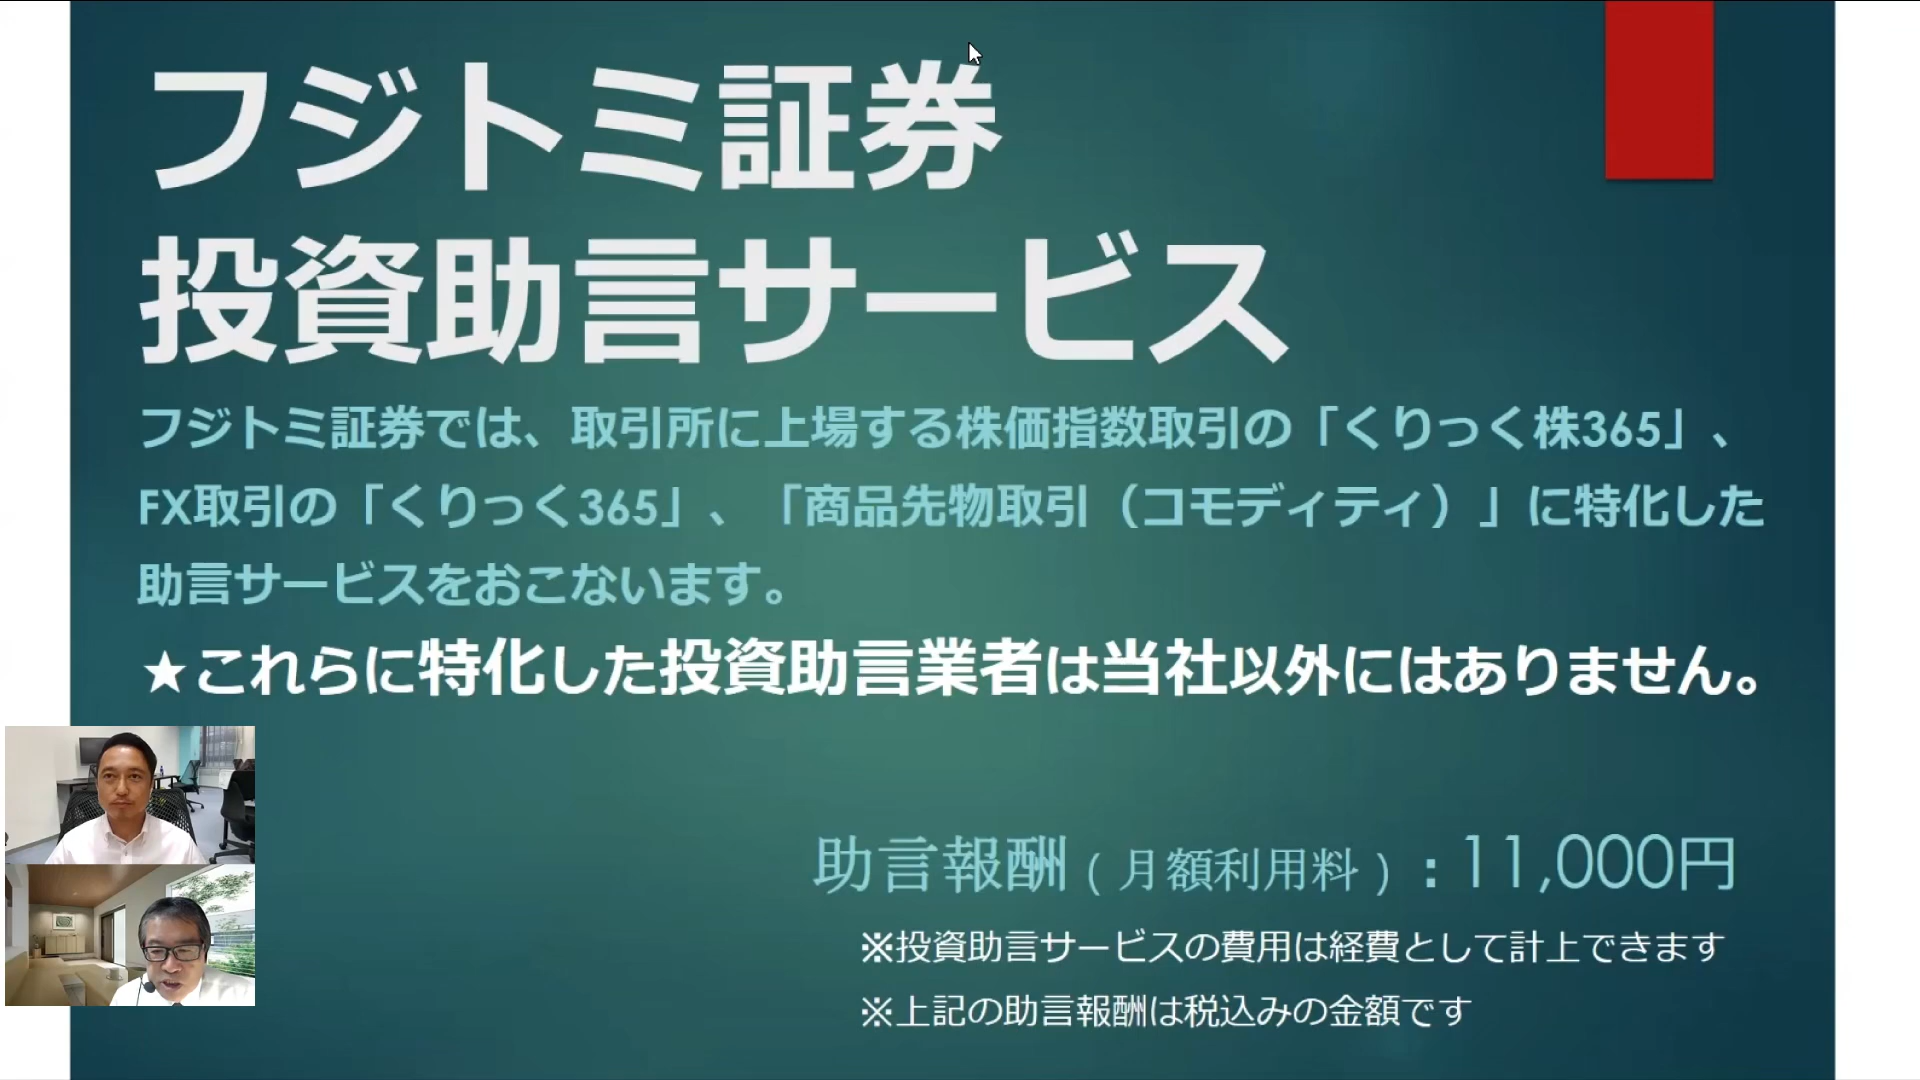 フジトミ証券
投資助言サービス
フジトミ証券では、取引所に上場する株価指数取引の「くりっく株365」、
FX取引の「くりっく365」、「商品先物取引（コモディティ）」に特化した
助言サービスをおこないます。
★これらに特化した投資助言業者は当社以外にはありません。
助言報酬（月額利用料）：11,000円
※投資助言サービスの費用は経費として計上できます
※上記の助言報酬は税込みの金額です